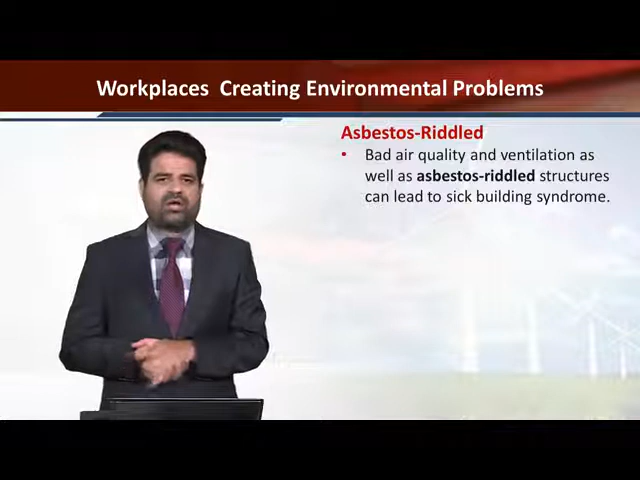 Workplaces  Creating Environmental Problems
Asbestos-Riddled
• Bad air quality and ventilation as
well as asbestos-riddled structures
can lead to sick building syndrome.